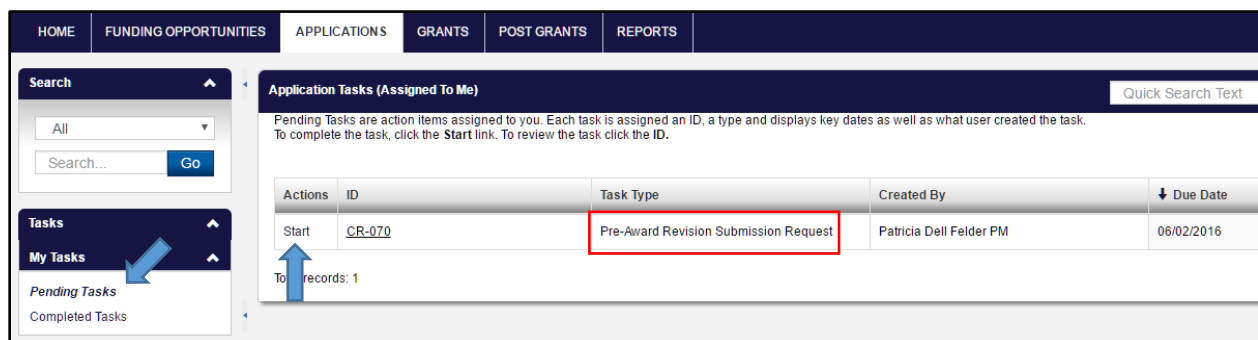 HOME FUNDING OPPORTUNITIES APPLICATIONS GRANTS POST GRANTS REPORTS
Search
All
Search...
Go
Tasks
My Tasks
Pending Tasks
Completed Tasks
Application Tasks (Assigned To Me)
Quick Search Text
Pending Tasks are action items assigned to you. Each task is assigned an ID, a type and displays key dates as well as what user created the task.
To complete the task, click the Start link. To review the task click the ID.
Actions ID Task Type Created By Due Date
Start CR-070 Pre-Award Revision Submission Request Patricia Dell Felder PM 06/02/2016
records: 1